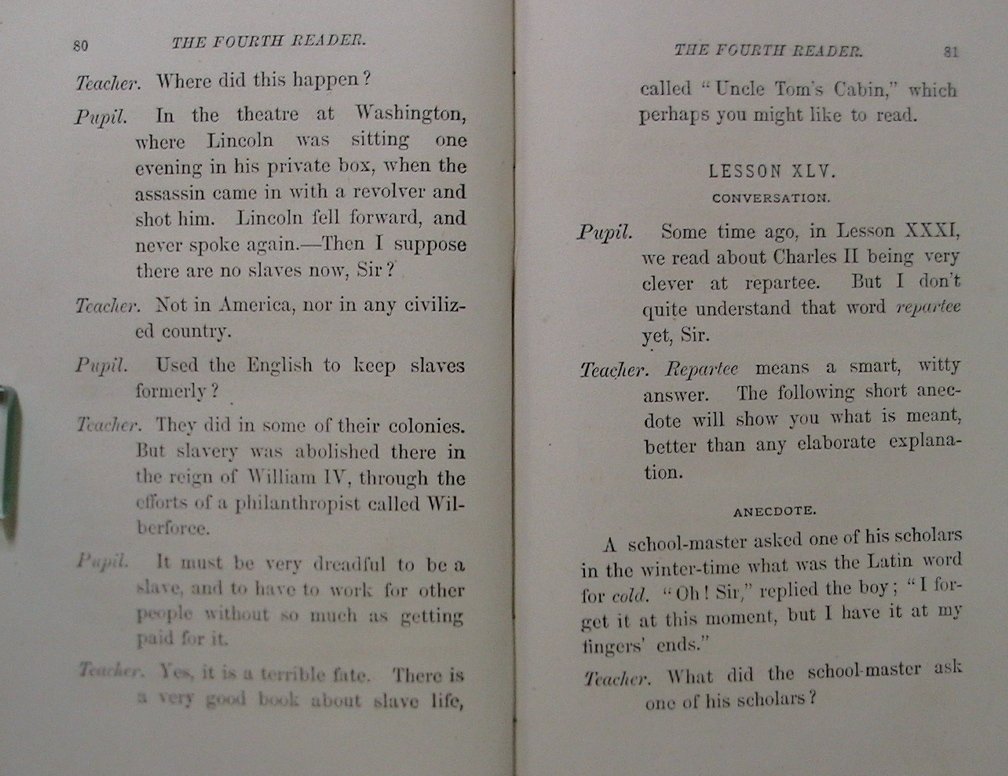 80 THE FOURTH READER.
Teacher. Where did this happen?
Pupil. In the theatre at Washington,
where Lincoln was sitting one
evening in his private box, when the
assassin came in with a revolver and
shot him. Lincoln fell forward, and
never spoke again.—Then I suppose
there are no slaves now, Sir?
Teacher. Not in America, nor in any civiliz-
ed country.
Pupil. Used the English to keep slaves
formerly?
Teacher. They did in some of their colonies.
But slavery was abolished there in
the reign of William IV, through the
efforts of a philanthropist called Wil-
berforce.
Pupil. It must be very dreadful to be a
slave, and to have to work for other
people without so much as getting
paid for it.
Teacher. Yes, it is a terrible fate. There is
a very good book about slave life,
THE FOURTH READER. 81
called "Uncle Tom's Cabin," which
perhaps you might like to read.
LESSON XLV.
CONVERSATION.
Pupil. Some time ago, in Lesson XXXI,
we read about Charles II being very
clever at repartee. But I don't
quite understand that word repartee
yet, Sir.
Teacher. Repartee means a smart, witty
answer. The following short anec-
dote will show you what is meant,
better than any elaborate explana-
tion.
ANECDOTE.
A school-master asked one of his scholars
in the winter-time what was the Latin word
for cold. "Oh! Sir," replied the boy; "I for-
get it at this moment, but I have it at my
fingers' ends."
Teacher. What did the school-master ask
one of his scholars?